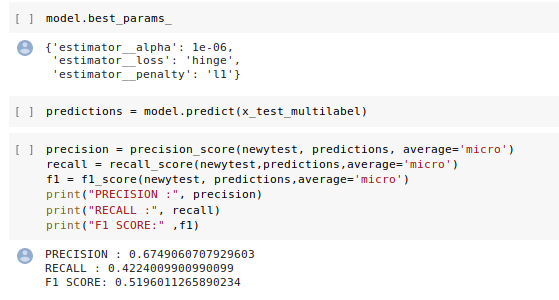 [ ] model.best_params_
{'estimator__alpha': 1e-06,
'estimator__loss': 'hinge',
'estimator__penalty': 'l1'}
[ ] predictions = model.predict(x_test_multilabel)
[ ] precision = precision_score(newytest, predictions, average='micro')
recall = recall_score(newytest,predictions,average='micro')
f1 = f1_score(newytest, predictions,average='micro')
print("PRECISION :", precision)
print("RECALL :", recall)
print("F1 SCORE:" ,f1)
PRECISION : 0.6749060707929603
RECALL : 0.4224009900990099
F1 SCORE: 0.5196011265890234